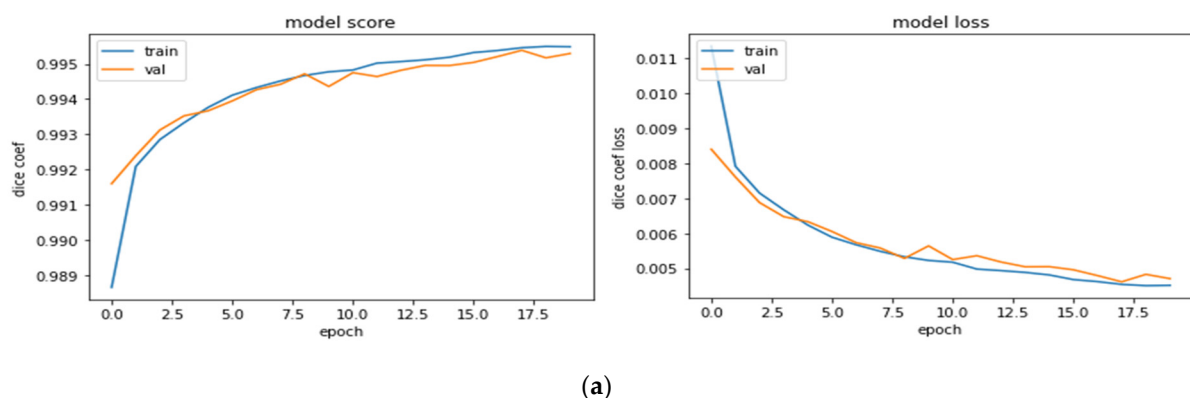 model score
train
val
0.995
0.994
0.993
0.992
0.991
0.990
0.989
dice coef
0.0 2.5 5.0 7.5 10.0 12.5 15.0 17.5
epoch
model loss
train
val
0.011
0.010
0.009
0.008
0.007
0.006
0.005
dice coef loss
0.0 2.5 5.0 7.5 10.0 12.5 15.0 17.5
epoch
(a)